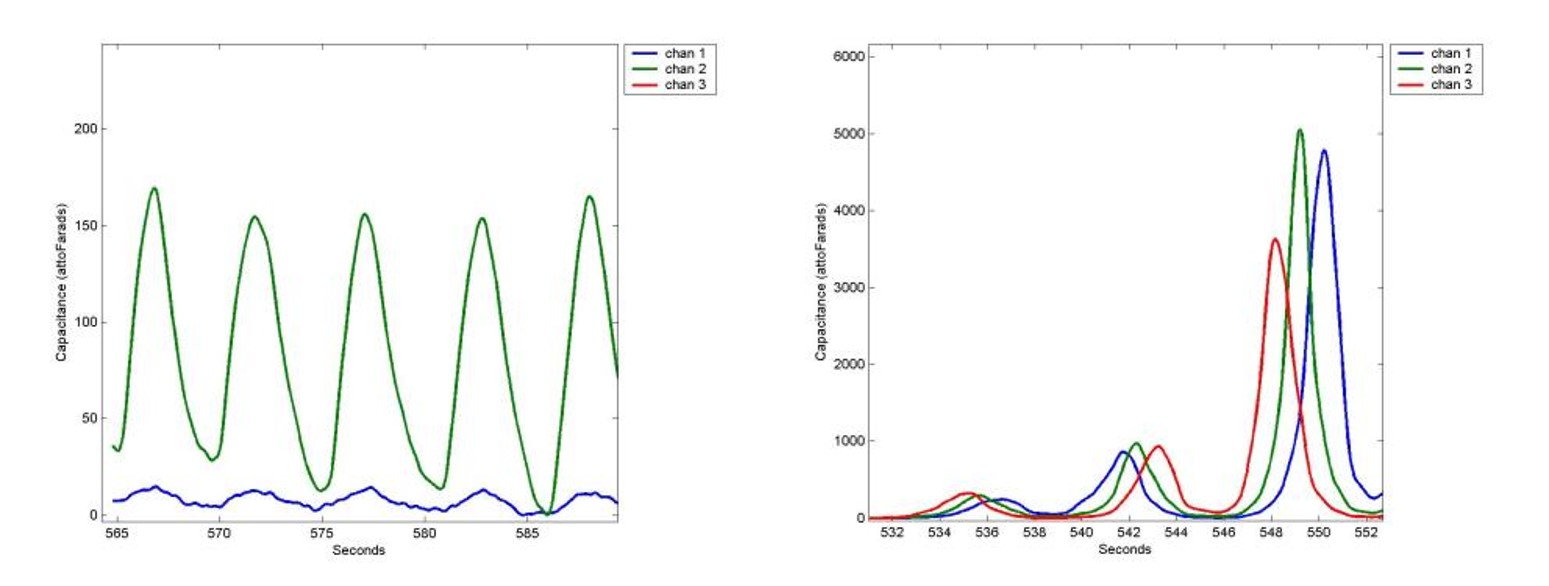 chan 1
chan 2
chan 3
200
150
100
50
0
Capacitance (attoFarads)
565 570 575 580 585
Seconds
chan 1
chan 2
chan 3
6000
5000
4000
3000
2000
1000
0
Capacitance (attoFarads)
532 534 536 538 540 542 544 546 548 550 552
Seconds